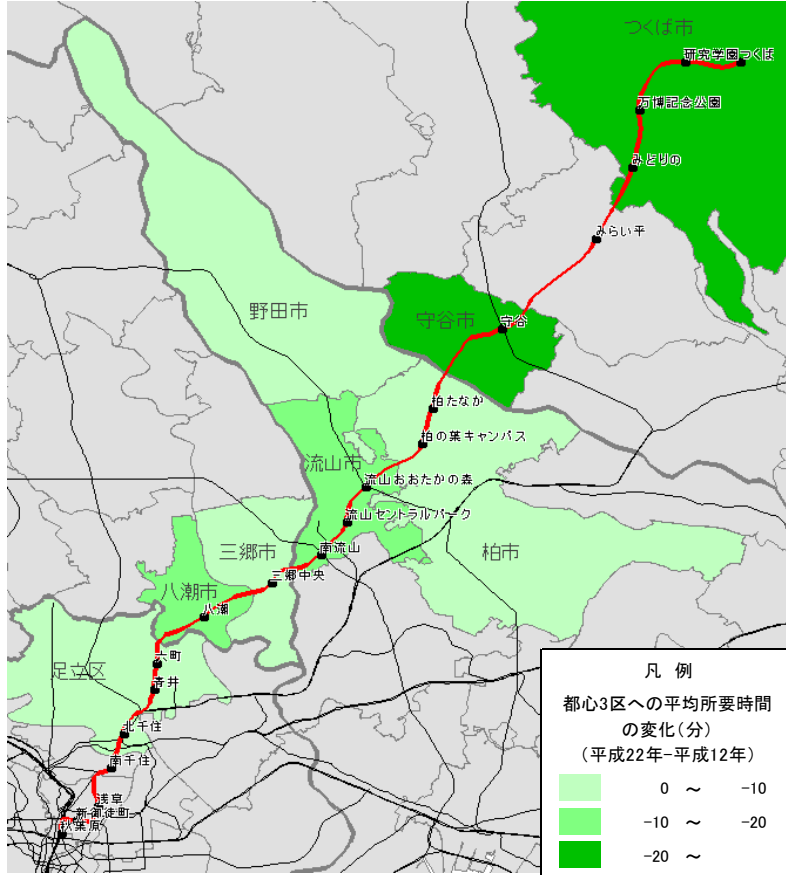 つくば市
研究学園
つくば
万博記念公園
みどりの
みらい平
野田市
守谷市
守谷
柏たなか
柏の葉キャンパス
流山市
流山おおたかの森
流山セントラルパーク
三郷市
南流山
柏市
三郷中央
八潮市
八潮
六町
足立区
青井
北千住
南千住
浅草
新御徒町
秋葉原
凡 例
都心3区への平均所要時間
の変化(分)
(平成22年-平成12年)
0 ～ -10
-10 ～ -20
-20 ～